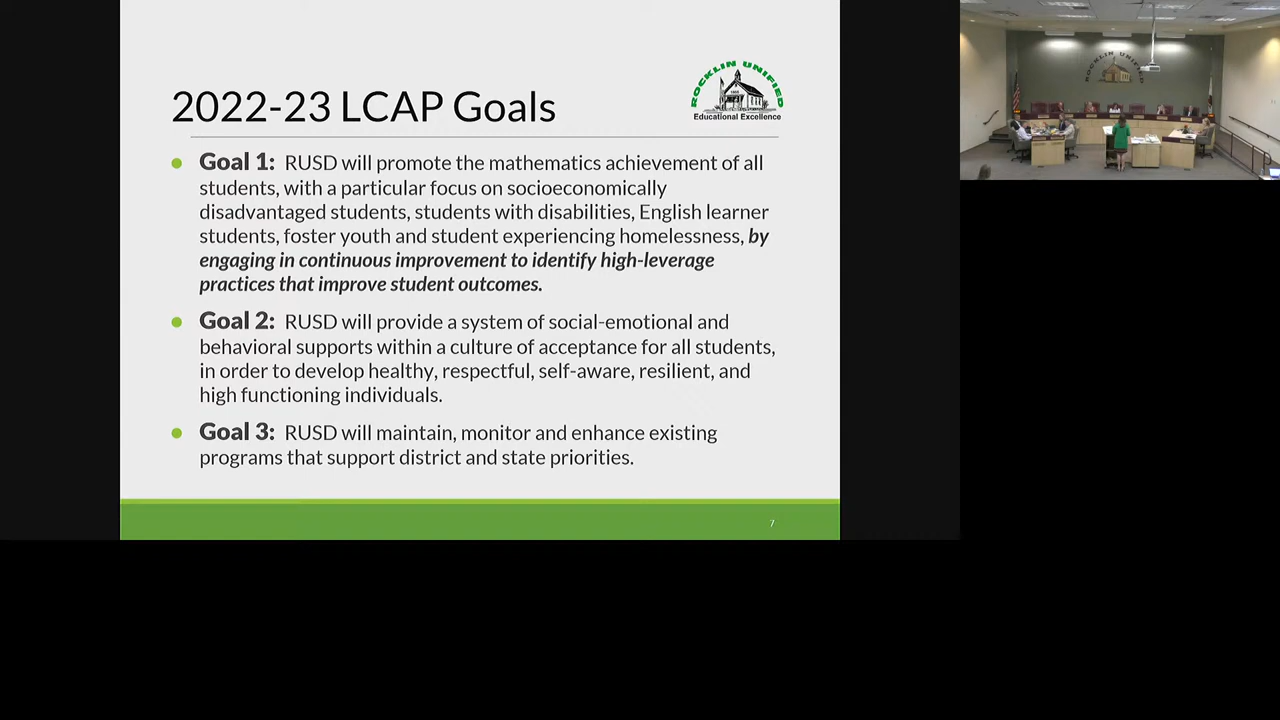 2022-23 LCAP Goals
ROCKLIN UNIFIED
Educational Excellence
Goal 1: RUSD will promote the mathematics achievement of all
students, with a particular focus on socioeconomically
disadvantaged students, students with disabilities, English learner
students, foster youth and student experiencing homelessness, by
engaging in continuous improvement to identify high-leverage
practices that improve student outcomes.
Goal 2: RUSD will provide a system of social-emotional and
behavioral supports within a culture of acceptance for all students,
in order to develop healthy, respectful, self-aware, resilient, and
high functioning individuals.
Goal 3: RUSD will maintain, monitor and enhance existing
programs that support district and state priorities.
7
ROCKLIN UNIFIED